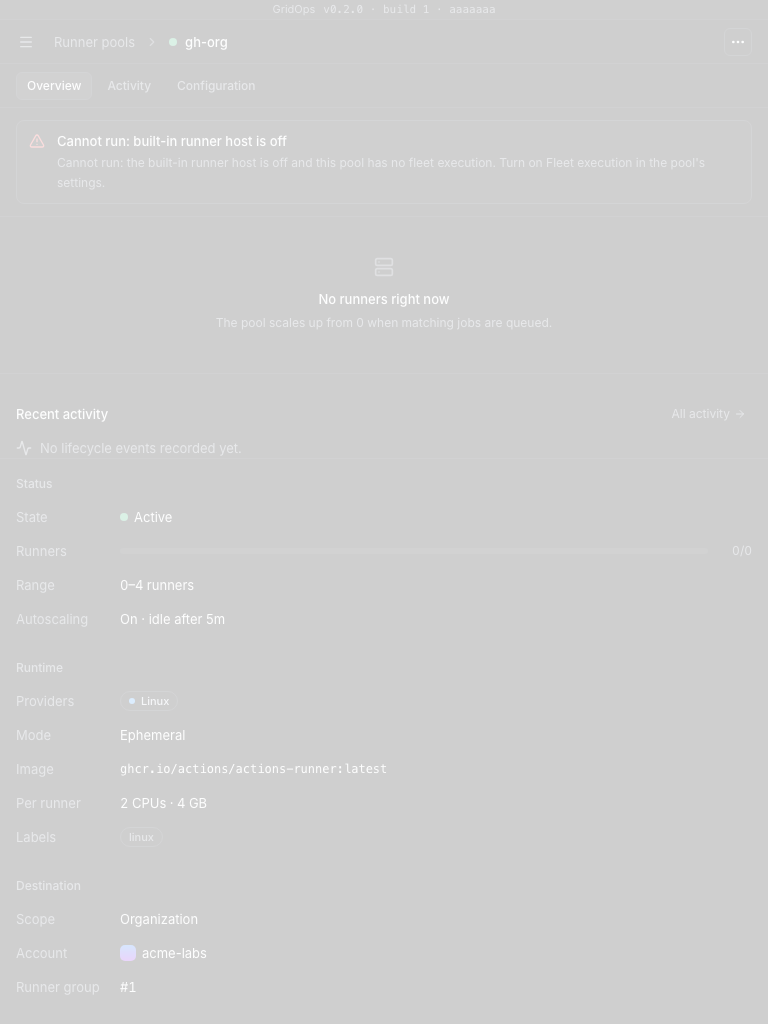 GridOps v0.2.0 · build 1 · aaaaaaa
Runner pools
gh-org
Overview
Activity
Configuration
Cannot run: built-in runner host is off
Cannot run: the built-in runner host is off and this pool has no fleet execution. Turn on Fleet execution in the pool's
settings.
No runners right now
The pool scales up from 0 when matching jobs are queued.
Recent activity
All activity →
No lifecycle events recorded yet.
Status
State Active
Runners 0/0
Range 0–4 runners
Autoscaling On · idle after 5m
Runtime
Providers Linux
Mode Ephemeral
Image ghcr.io/actions/actions-runner:latest
Per runner 2 CPUs · 4 GB
Labels linux
Destination
Scope Organization
Account acme-labs
Runner group #1